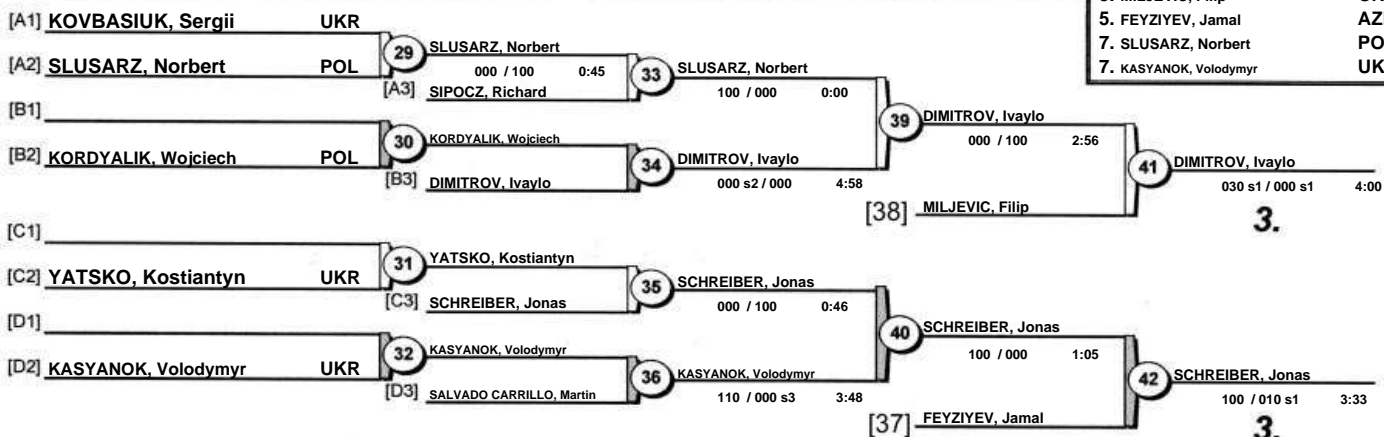 [A1] KOVBASIUK, Sergii UKR
[A2] SLUSARZ, Norbert POL
29
SLUSARZ, Norbert
000 / 100 0:45
[A3] SIPOCZ, Richard
33
SLUSARZ, Norbert
100 / 000 0:00
[B1]
[B2] KORDYALIK, Wojciech POL
30
KORDYALIK, Wojciech
[B3] DIMITROV, Ivaylo
34
DIMITROV, Ivaylo
000 s2 / 000 4:58
39
DIMITROV, Ivaylo
000 / 100 2:56
[38] MILJEVIC, Filip
41
DIMITROV, Ivaylo
030 s1 / 000 s1 4:00
3.
[C1]
[C2] YATSKO, Kostiantyn UKR
31
YATSKO, Kostiantyn
[C3] SCHREIBER, Jonas
35
SCHREIBER, Jonas
000 / 100 0:46
[D1]
[D2] KASYANOK, Volodymyr UKR
32
KASYANOK, Volodymyr
[D3] SALVADO CARRILLO, Martin
36
KASYANOK, Volodymyr
110 / 000 s3 3:48
40
SCHREIBER, Jonas
100 / 000 1:05
[37] FEYZIYEV, Jamal
42
SCHREIBER, Jonas
100 / 010 s1 3:33
3.
5. FEYZIYEV, Jamal AZ
7. SLUSARZ, Norbert PO
7. KASYANOK, Volodymyr UK